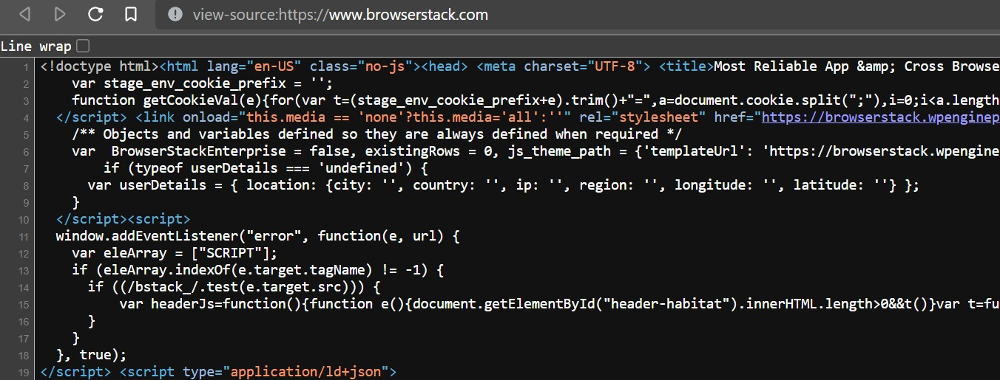 view-source:https://www.browserstack.com
Line wrap
1 <!doctype html><html lang="en-US" class="no-js"><head> <meta charset="UTF-8"> <title>Most Reliable App &amp; Cross Browse
2 var stage_env_cookie_prefix = '';
3 function getCookieVal(e){for(var t=(stage_env_cookie_prefix+e).trim()+"=",a=document.cookie.split(";"),i=0;i<a.length
4 </script> <link onload="this.media == 'none'?this.media='all':''" rel="stylesheet" href="https://browserstack.wpenginep
5 /** Objects and variables defined so they are always defined when required */
6 var  BrowserStackEnterprise = false, existingRows = 0, js_theme_path = {'templateUrl': 'https://browserstack.wpengine
7 if (typeof userDetails === 'undefined') {
8 var userDetails = { location: {city: '', country: '', ip: '', region: '', longitude: '', latitude: ''} };
9 }
10 </script><script>
11 window.addEventListener("error", function(e, url) {
12 var eleArray = ["SCRIPT"];
13 if (eleArray.indexOf(e.target.tagName) != -1) {
14 if ((/bstack_/.test(e.target.src))) {
15 var headerJs=function(){function e(){document.getElementById("header-habitat").innerHTML.length>0&&t()}var t=fu
16 }
17 }
18 }, true);
19 </script> <script type="application/ld+json">